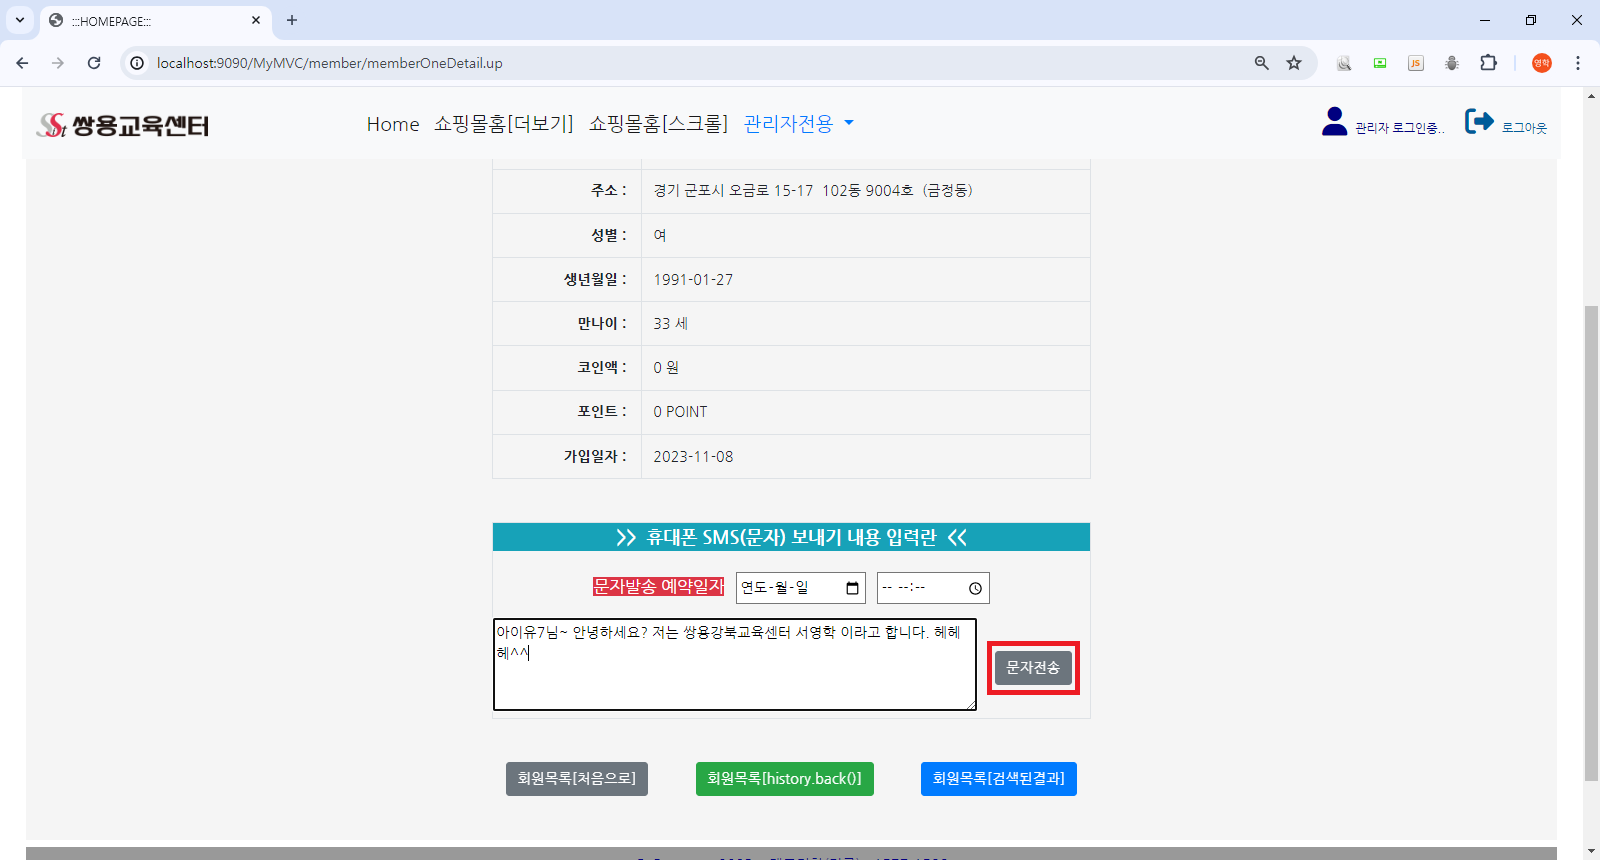 :::HOMEPAGE:::
localhost:9090/MyMVC/member/memberOneDetail.up
JS
영학
SSist 쌍용교육센터
Home 쇼핑몰홈[더보기] 쇼핑몰홈[스크롤] 관리자전용
관리자 로그인중.. 로그아웃
주소 : 경기 군포시 오금로 15-17 102동 9004호 (금정동)
성별 : 여
생년월일 : 1991-01-27
만나이 : 33 세
코인액 : 0 원
포인트 : 0 POINT
가입일자 : 2023-11-08
>> 휴대폰 SMS(문자) 보내기 내용 입력란 <<
문자발송 예약일자 연도-월-일 -- --:--
아이유7님~ 안녕하세요? 저는 쌍용강북교육센터 서영학 이라고 합니다. 헤헤
헤^^
문자전송
회원목록[처음으로] 회원목록[history.back()] 회원목록[검색된결과]